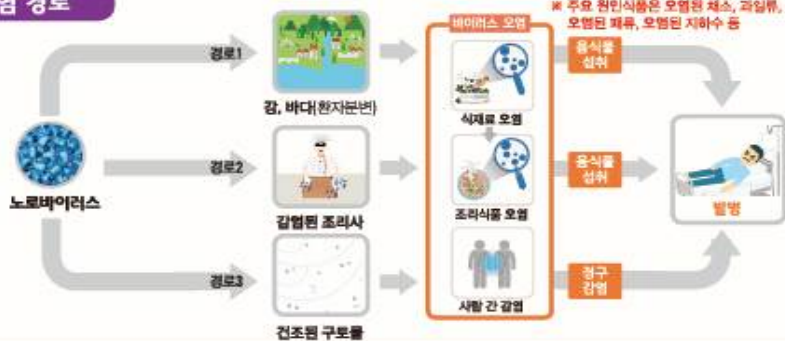 염 경로
※ 주요 원인식품은 오염된 채소, 과일류,
오염된 패류, 오염된 지하수 등
노로바이러스
경로1
강, 바다(환자분변)
경로2
감염된 조리사
경로3
건조된 구토물
바이러스 오염
식재료 오염
조리식품 오염
사람 간 감염
음식물
섭취
음식물
섭취
경구
감염
발병